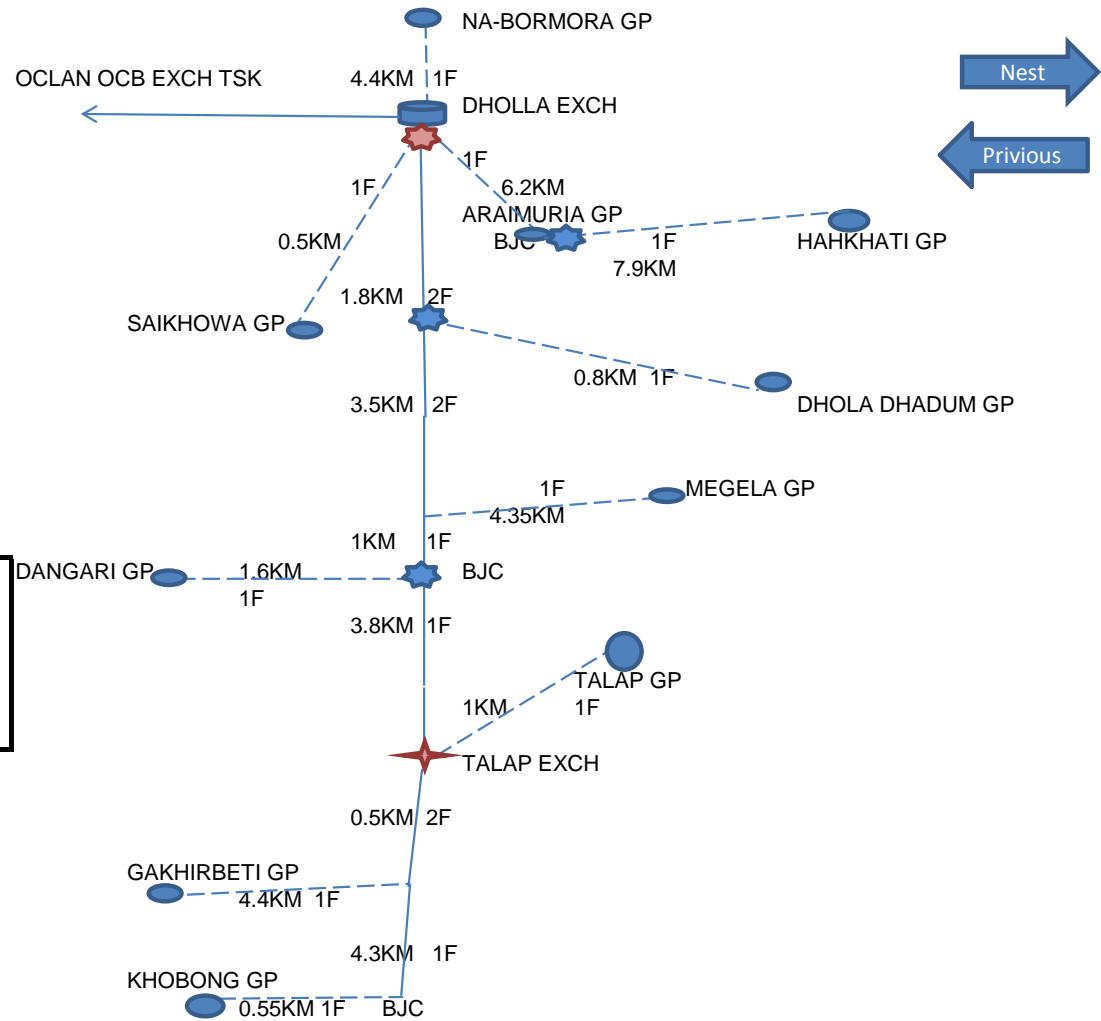 NA-BORMORA GP
OCLAN OCB EXCH TSK
4.4KM 1F
DHOLLA EXCH
Nest
Privious
1F
6.2KM
1F
ARAIMURIA GP
BJC
1F
7.9KM
HAHKHATI GP
0.5KM
1.8KM 2F
SAIKHOWA GP
0.8KM 1F
DHOLA DHADUM GP
3.5KM 2F
1F
4.35KM
MEGELA GP
1KM 1F
DANGARI GP
1.6KM
1F
BJC
3.8KM 1F
TALAP GP
1KM 1F
TALAP EXCH
0.5KM 2F
GAKHIRBETI GP
4.4KM 1F
4.3KM 1F
KHOBONG GP
0.55KM 1F BJC